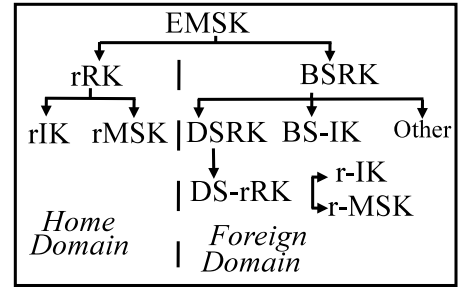 EMSK
rRK | BSRK
rIK rMSK | DSRK BS-IK Other
| DS-rRK r-IK
r-MSK
Home Domain
| Foreign Domain